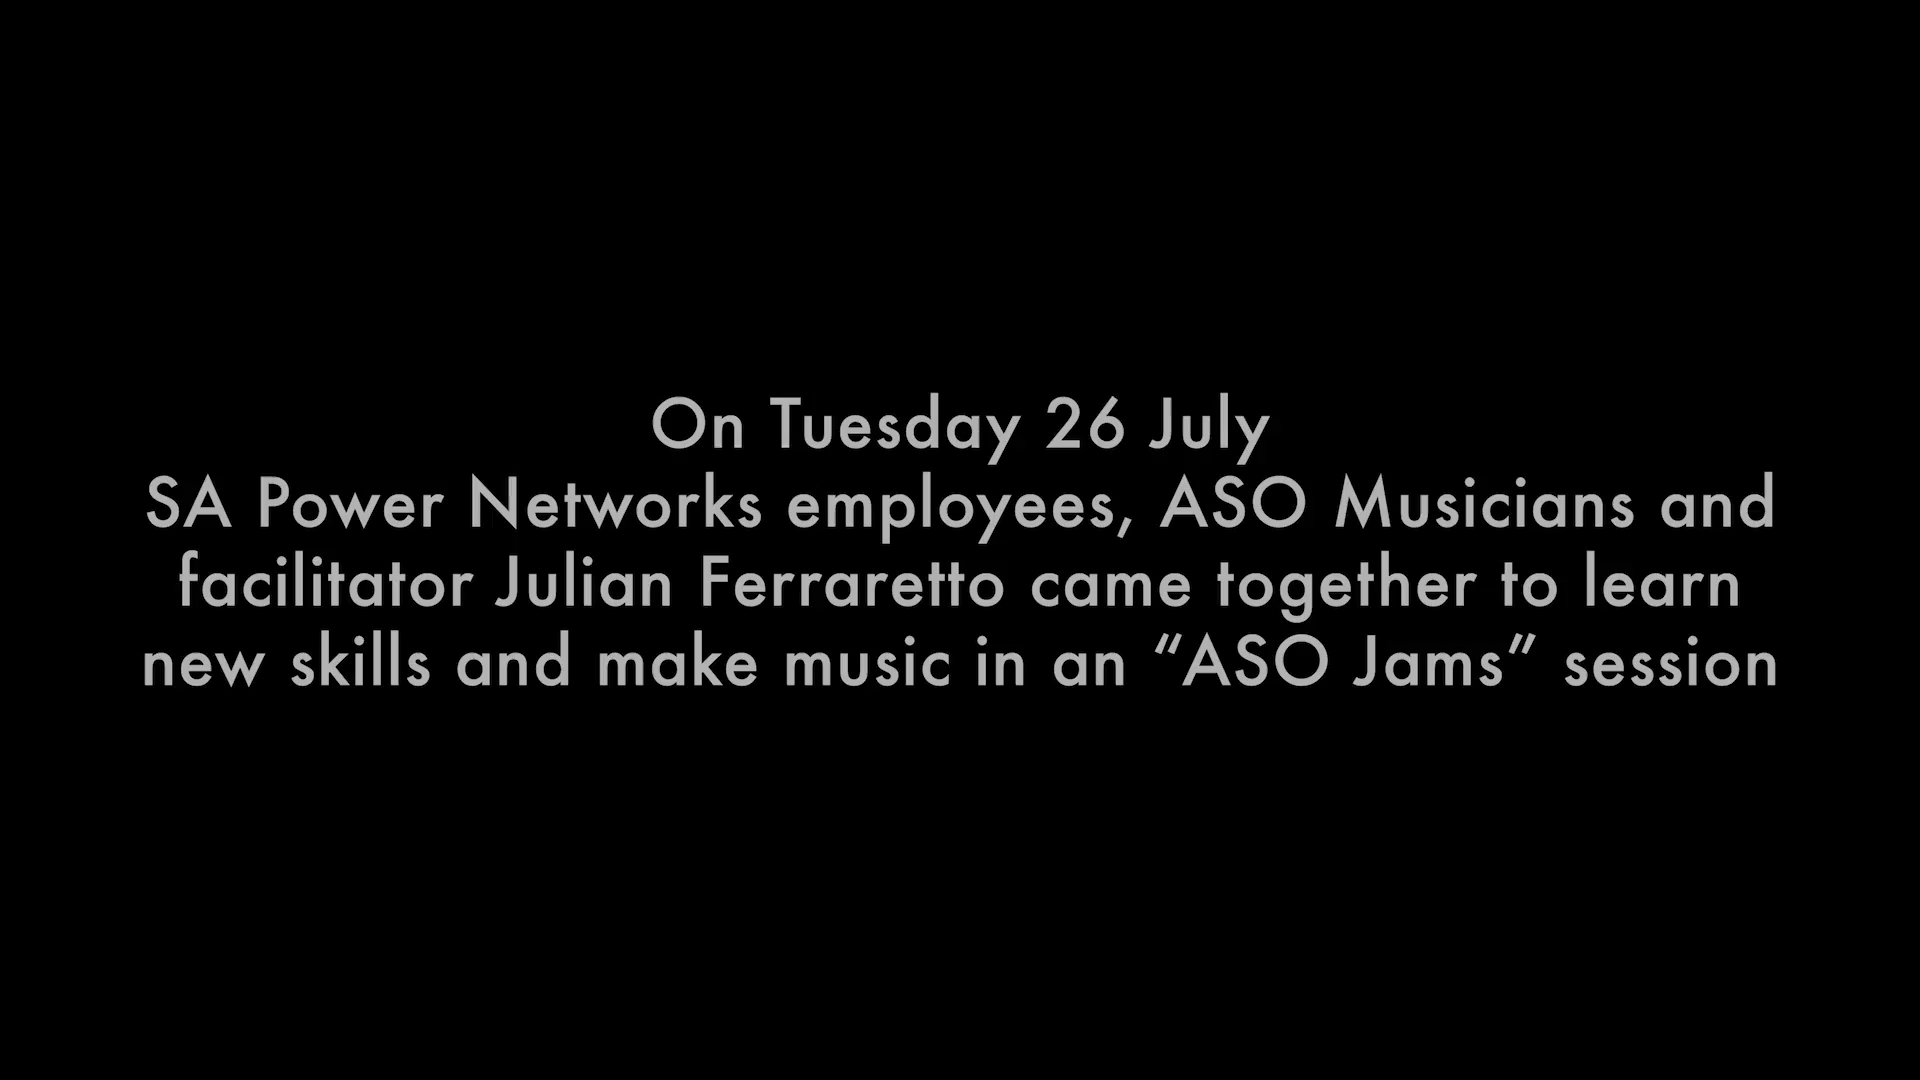 On Tuesday 26 July
SA Power Networks employees, ASO Musicians and
facilitator Julian Ferraretto came together to learn
new skills and make music in an “ASO Jams” session